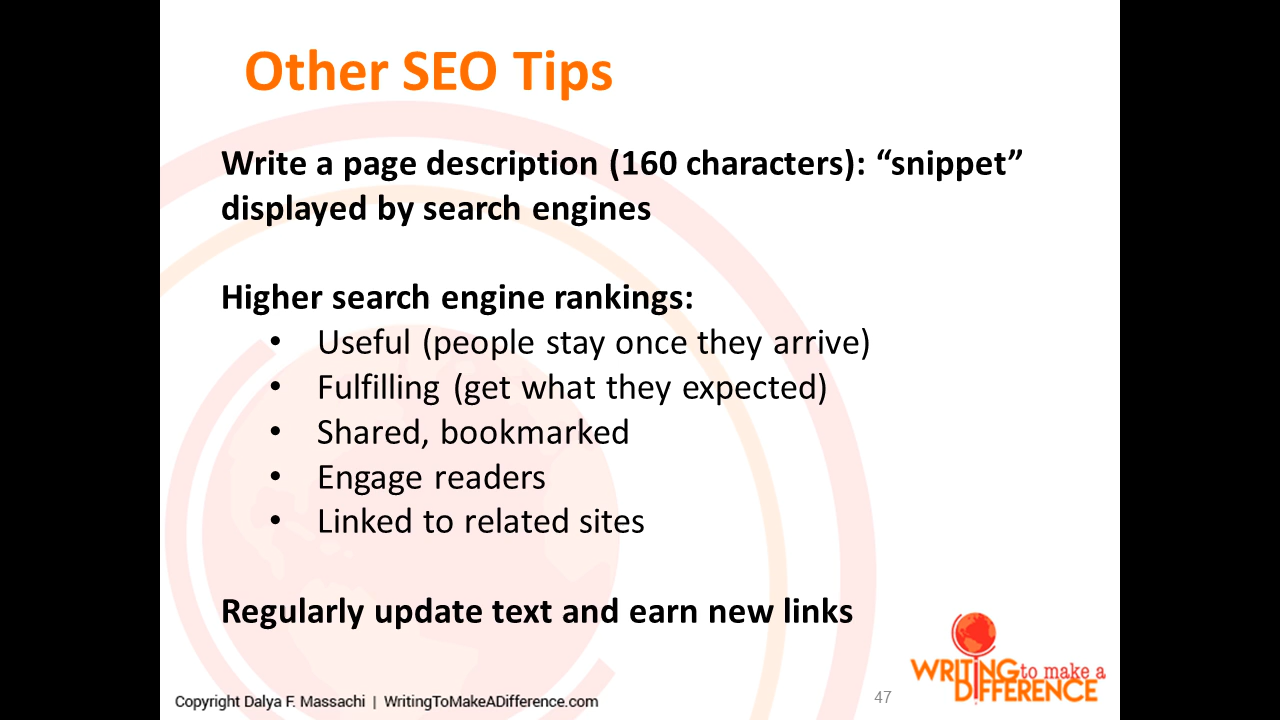 Other SEO Tips
Write a page description (160 characters): “snippet”
displayed by search engines
Higher search engine rankings:
• Useful (people stay once they arrive)
• Fulfilling (get what they expected)
• Shared, bookmarked
• Engage readers
• Linked to related sites
Regularly update text and earn new links
WRITING to make a
DIFFERENCE
Copyright Dalya F. Massachi | WritingToMakeADifference.com
47